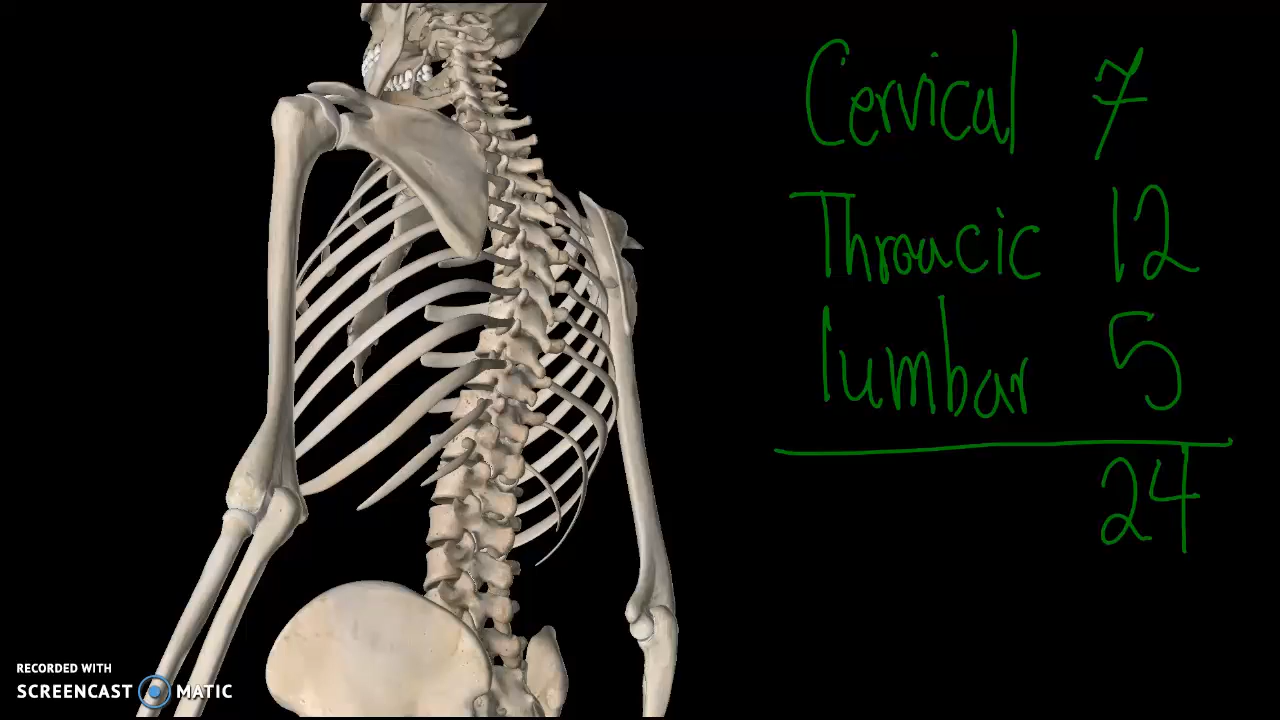 Cervical 7
Throacic 12
lumbar 5
24
RECORDED WITH
SCREENCAST MATIC